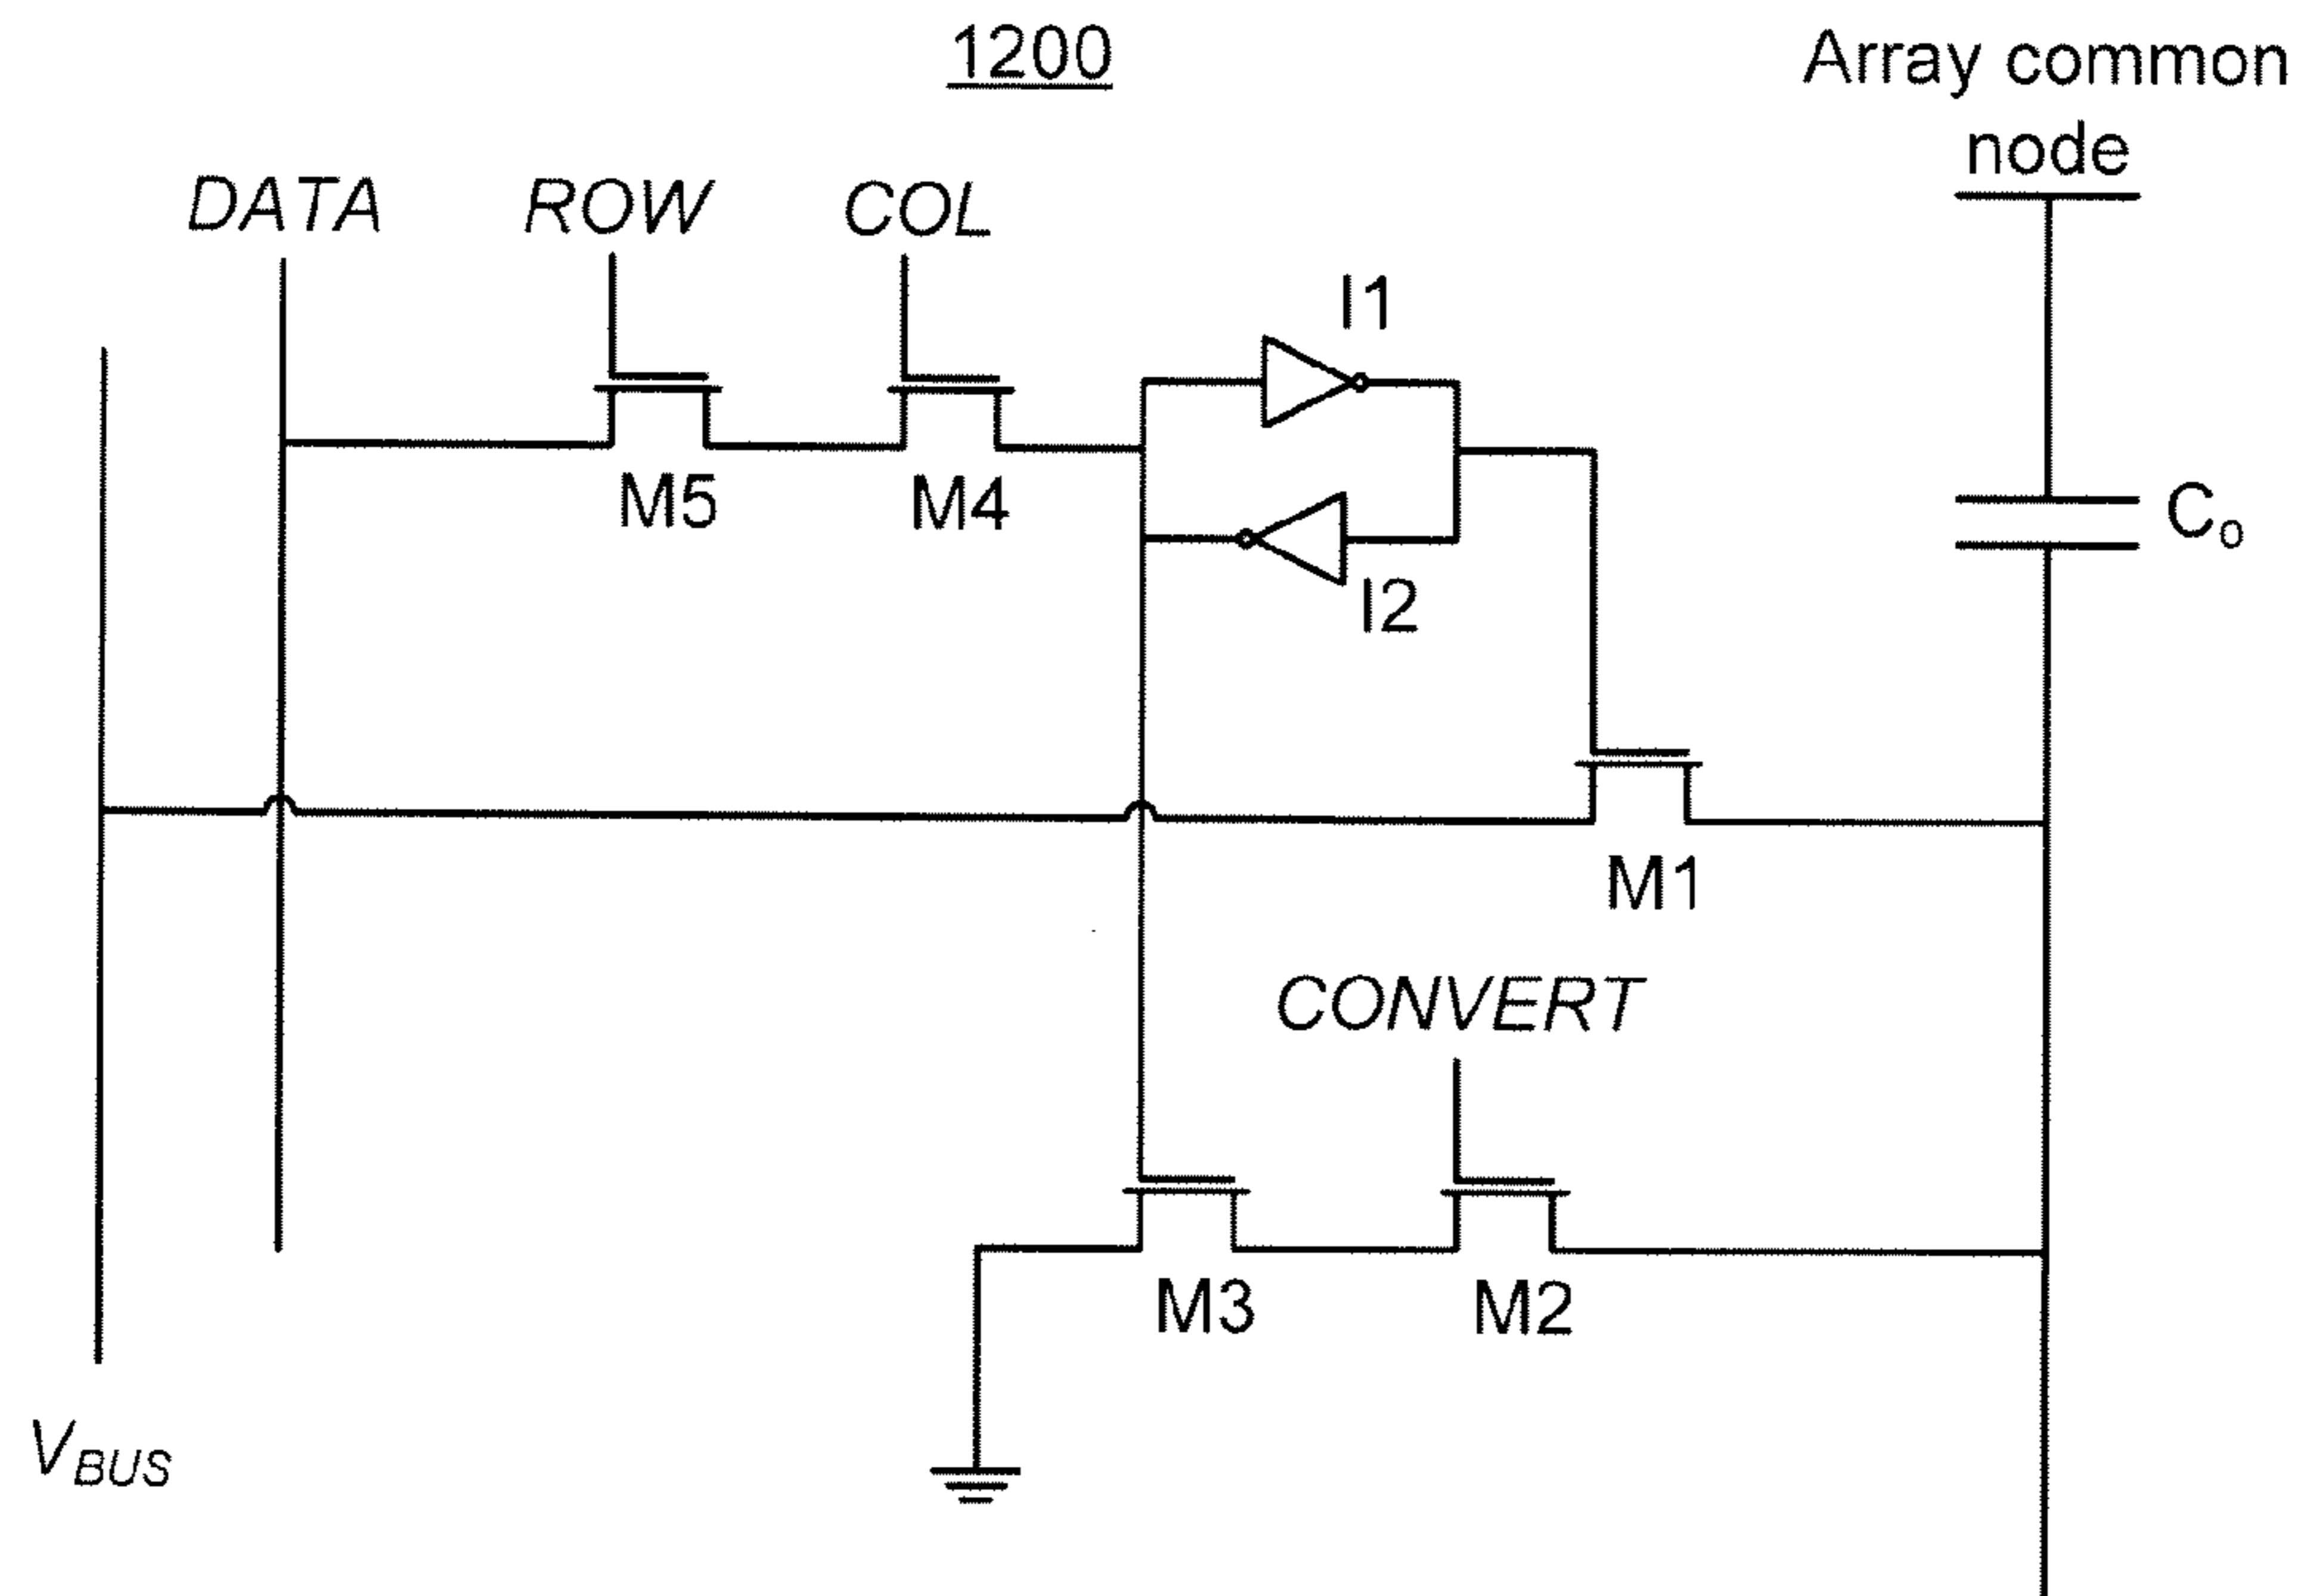 1200
Array common
node
DATA
ROW
COL
I1
M5
M4
C₀
I2
M1
CONVERT
M3
M2
V_BUS